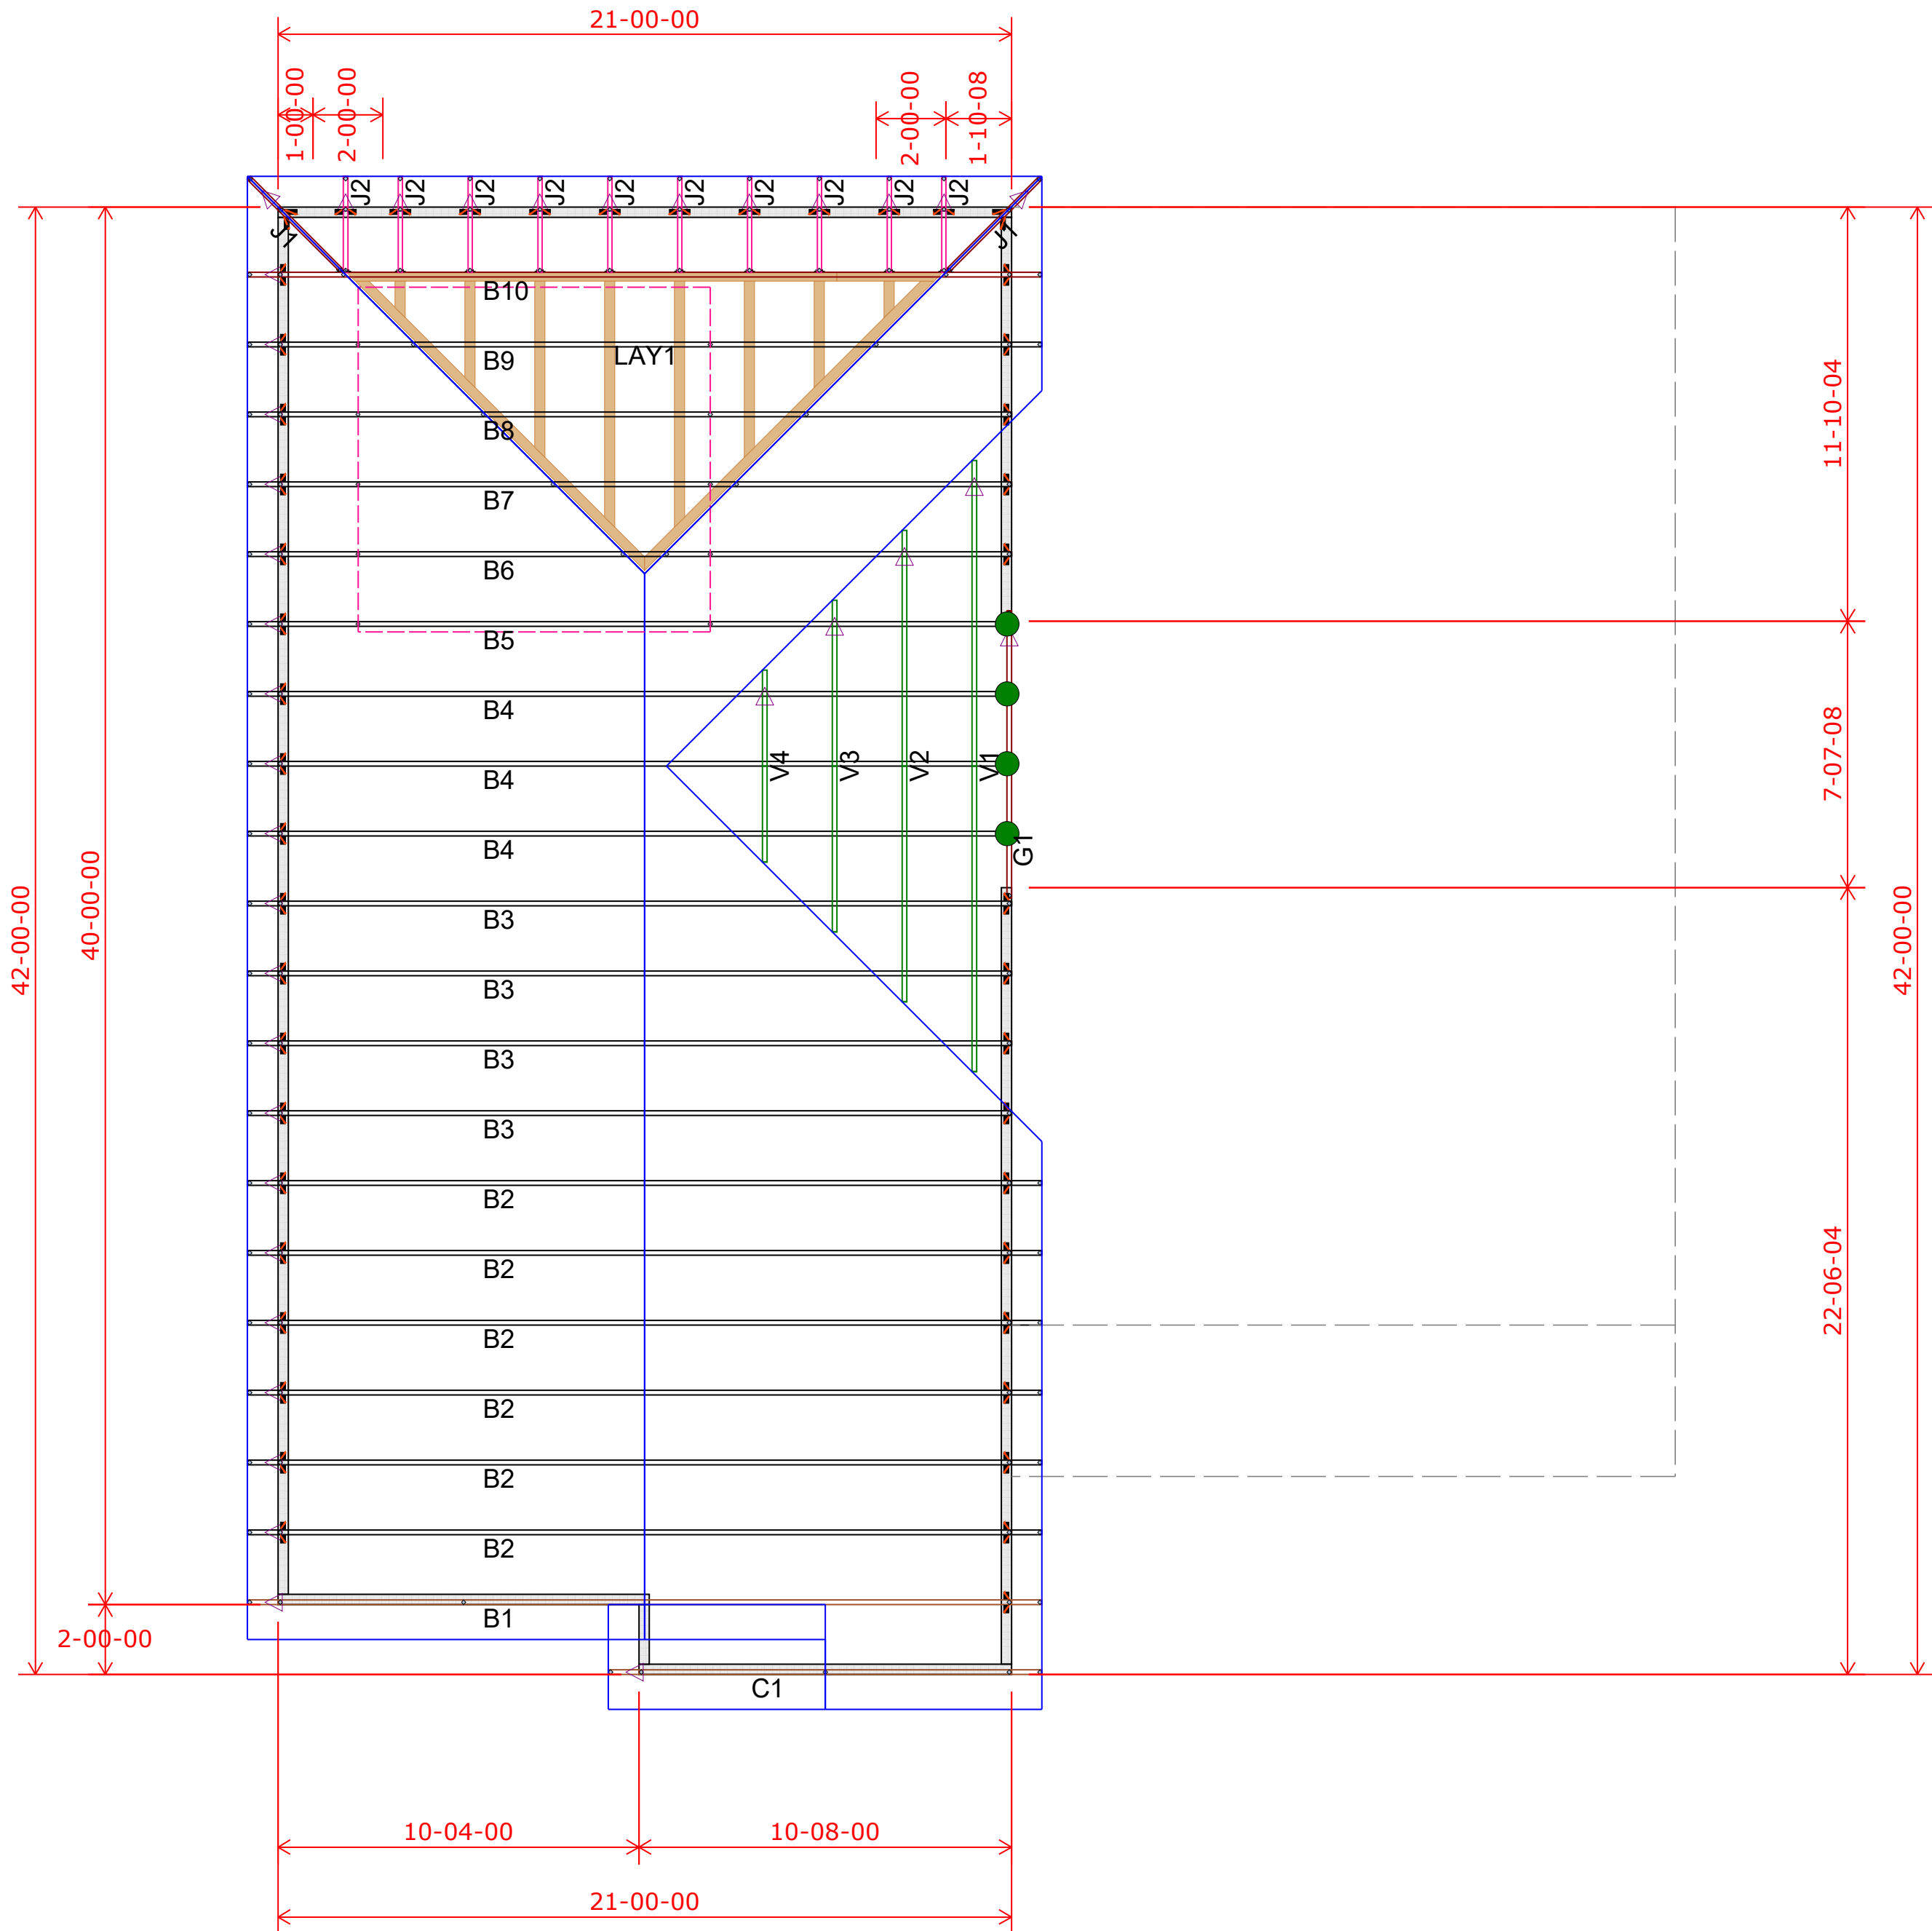 21-00-00
1-00-00
2-00-00
2-00-00
1-10-08
J2
J2
J2
J2
J2
J2
J2
J2
J2
J2
J1
J1
B10
B9
LAY1
B8
B7
B6
B5
B4
B4
B4
V4
V3
V2
V1
G1
B3
B3
B3
B3
B2
B2
B2
B2
B2
B2
B1
C1
42-00-00
40-00-00
2-00-00
11-10-04
7-07-08
22-06-04
42-00-00
10-04-00
10-08-00
21-00-00